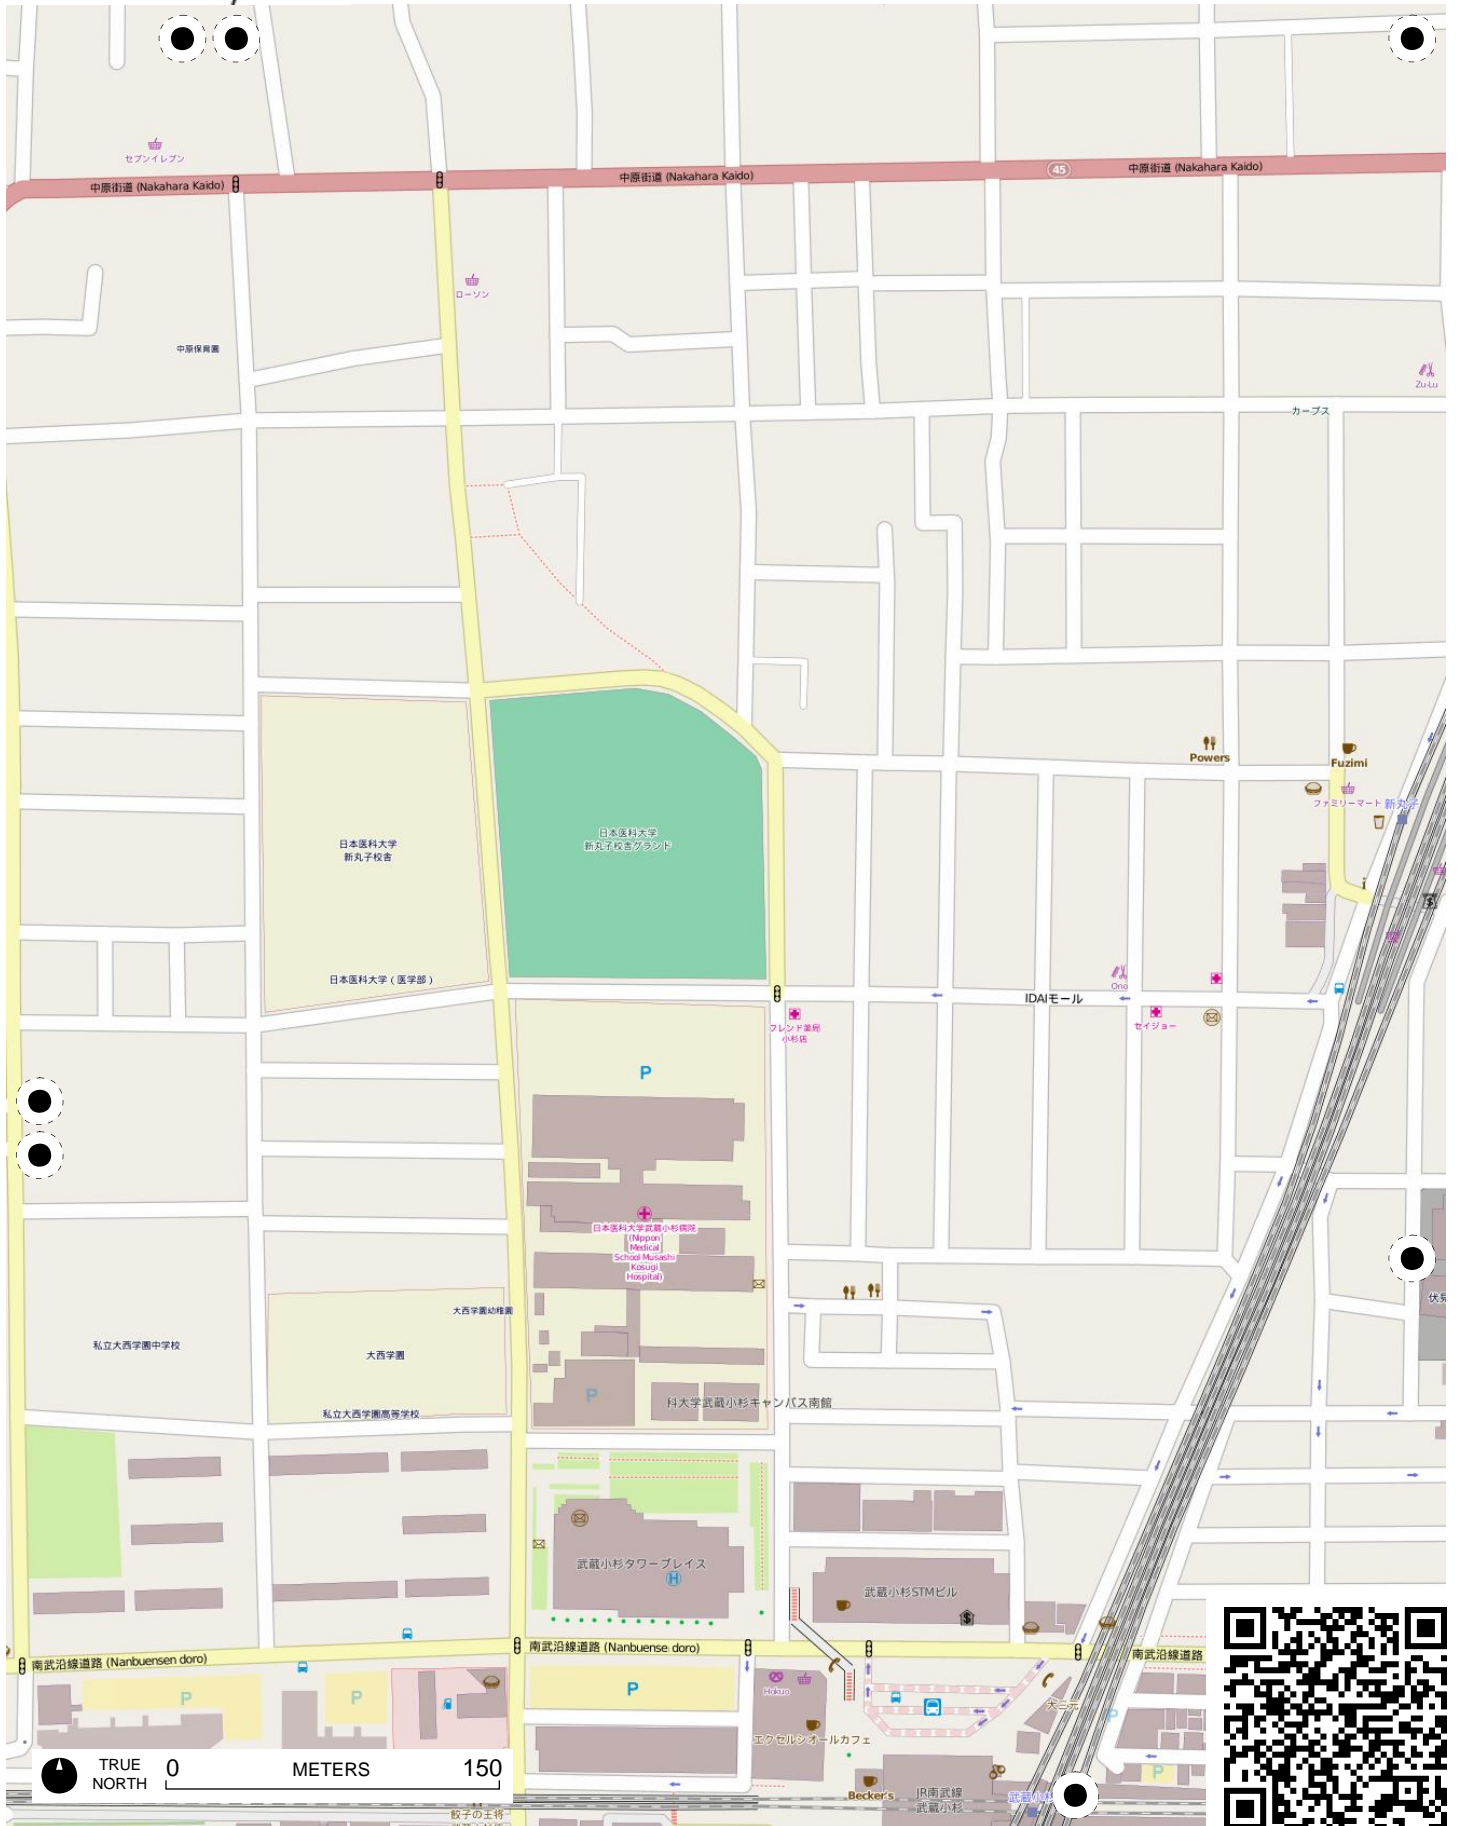 セブンイレブン
中原街道 (Nakahara Kaido)
中原街道 (Nakahara Kaido)
45
中原街道 (Nakahara Kaido)
ローソン
中原保育園
Zu-Lu
カーブス
Powers
Fuzimi
ファミリーマート
新丸子
日本医科大学
新丸子校舎
日本医科大学
新丸子校舎グランド
i
$
日本医科大学 ( 医学部 )
Ono
IDAIモール
セイジョー
フレンド薬局
小杉店
P
日本医科大学武蔵小杉病院
(Nippon
Medical
School Musashi
Kosugi
Hospital)
大西学園幼稚園
私立大西学園中学校
大西学園
P
科大学武蔵小杉キャンパス南館
私立大西学園高等学校
武蔵小杉タワープレイス
H
武蔵小杉STMビル
$
南武沿線道路 (Nanbuensen doro)
南武沿線道路 (Nanbuense doro)
南武沿線道路
P
P
P
Hokuo
大三元
P
エクセルシオールカフェ
P
Becker's
JR南武線
武蔵小杉
武蔵小杉
餃子の王将
TRUE
NORTH
0
METERS
150